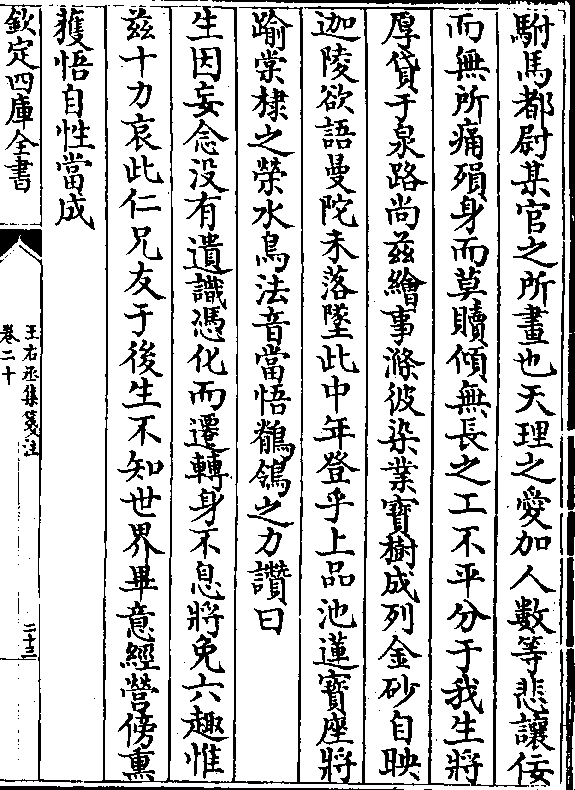 駙馬都尉某官之所畫也天理之愛加人數等悲讓佞
而無所痛殞身而莫贖傾無長之工不平分于我生將
厚貸于泉路尚兹繪事滌彼染業寳樹成列金砂自映
迦陵欲語曼陀未落墜此中年登乎上品池蓮寳座將
踰棠棣之榮水鳥法音當悟鶺鴒之力讚曰
生因妄念没有遺識憑化而遷轉身不息將免六趣惟
兹十力哀此仁兄友于後生不知世界畢意經營傍熏
獲悟自性當成
欽定四庫全書
王右丞集箋注
卷二十
二十三